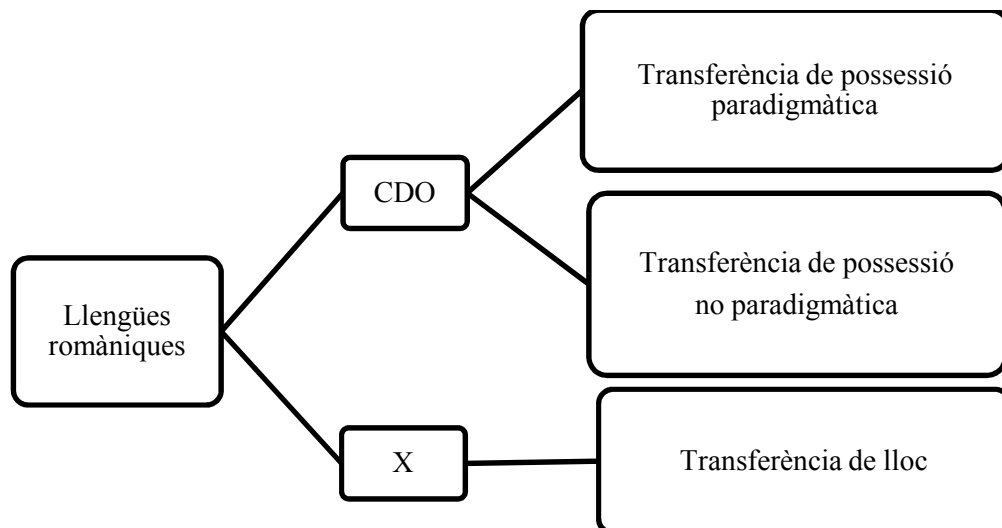 Llengües
romàniques
CDO
X
Transferència de possessió
paradigmàtica
Transferència de possessió
no paradigmàtica
Transferència de lloc